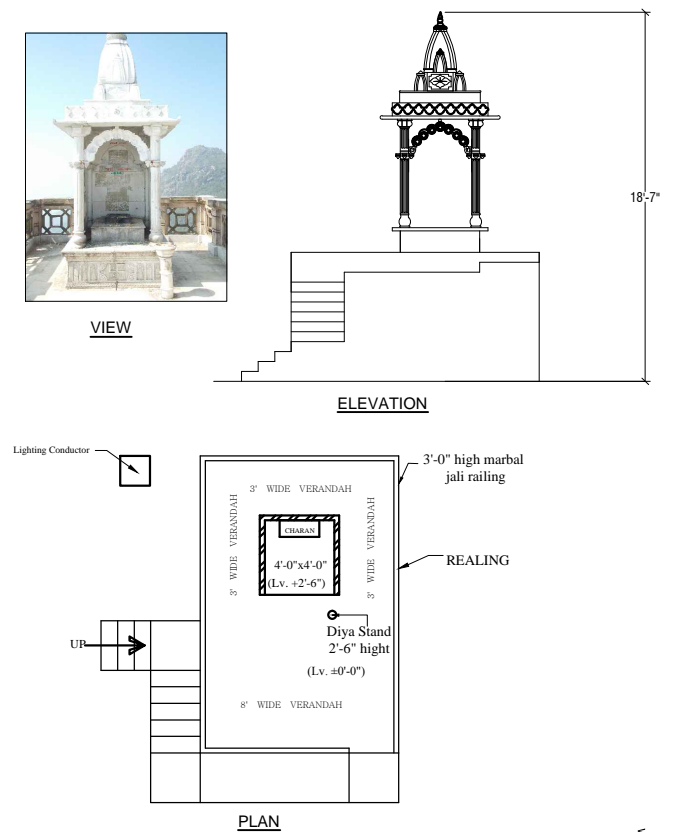 VIEW
18'-7"
ELEVATION
Lighting Conductor
3'-0" high marbal
jali railing
3' WIDE VERANDAH
3' WIDE VERANDAH
3' WIDE VERANDAH
CHARAN
4'-0"x4'-0"
(Lv. +2'-6")
REALING
Diya Stand
2'-6" hight
UP
(Lv. ±0'-0")
8' WIDE VERANDAH
PLAN